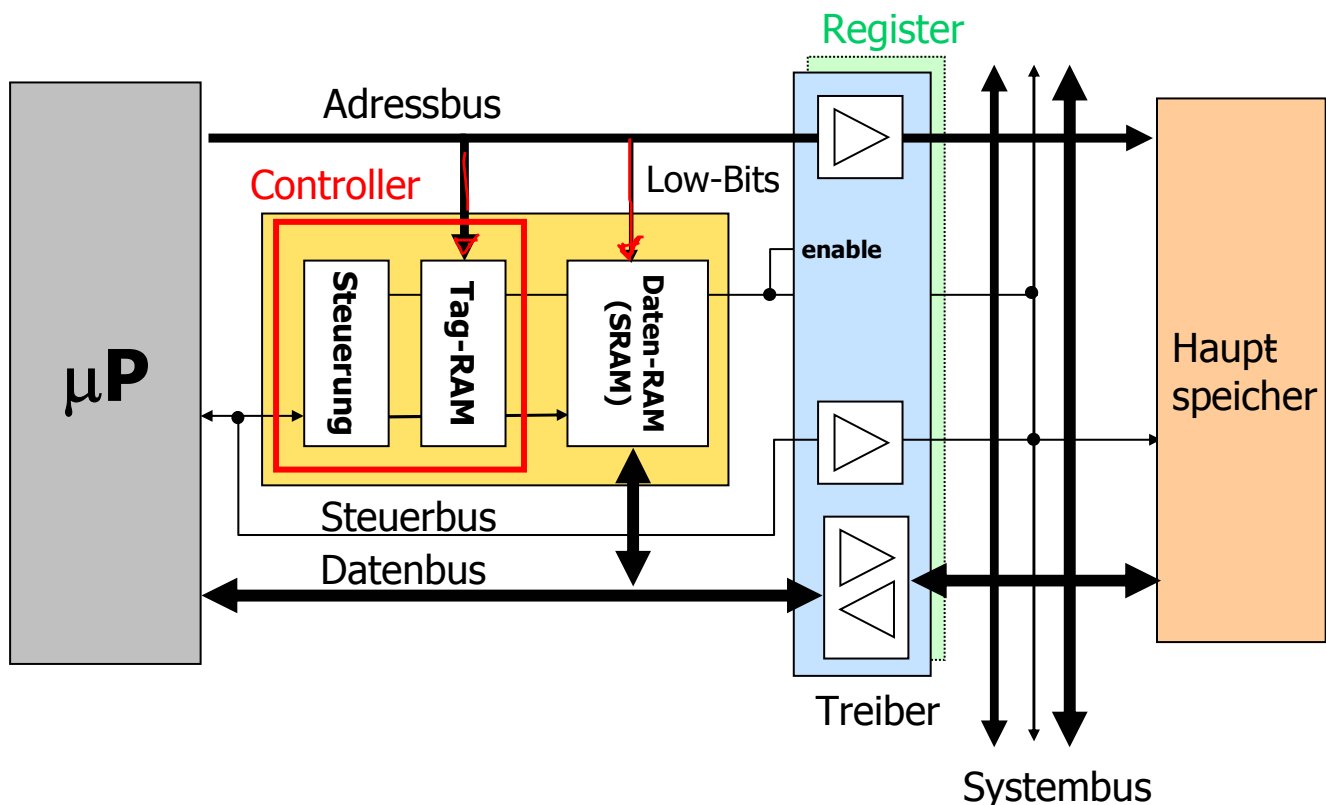 Register
Adressbus
Controller
Low-Bits
enable
Steuerung
Tag-RAM
Daten-RAM
(SRAM)
μP
Haupt
speicher
Steuerbus
Datenbus
Treiber
Systembus